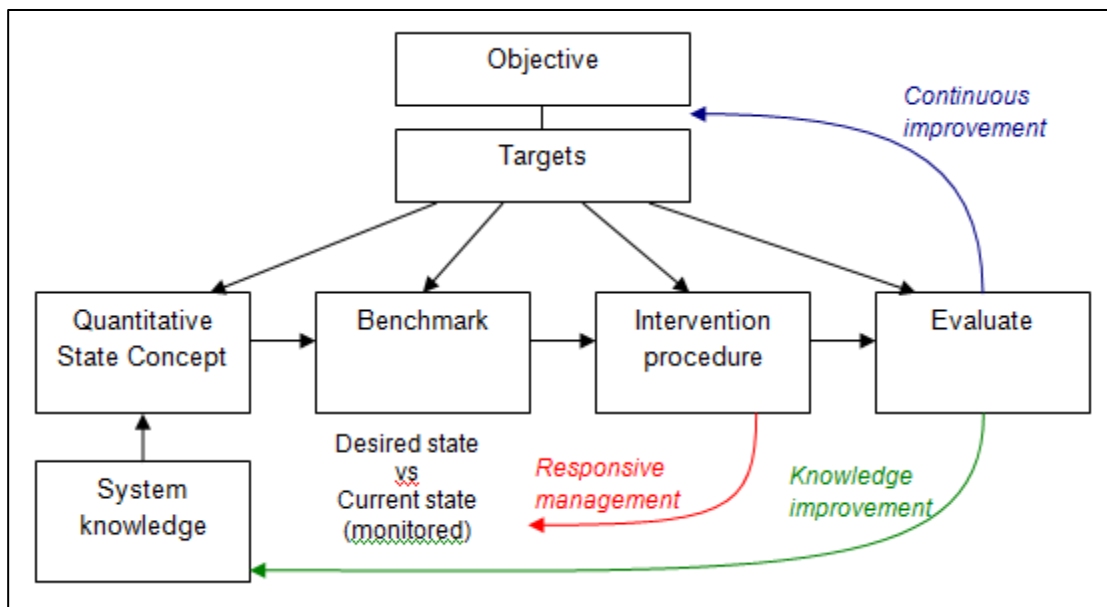 Objective
Continuous
improvement
Targets
Quantitative
State Concept
Benchmark
Intervention
procedure
Evaluate
Desired state
vs
Current state
(monitored)
Responsive
management
Knowledge
improvement
System
knowledge